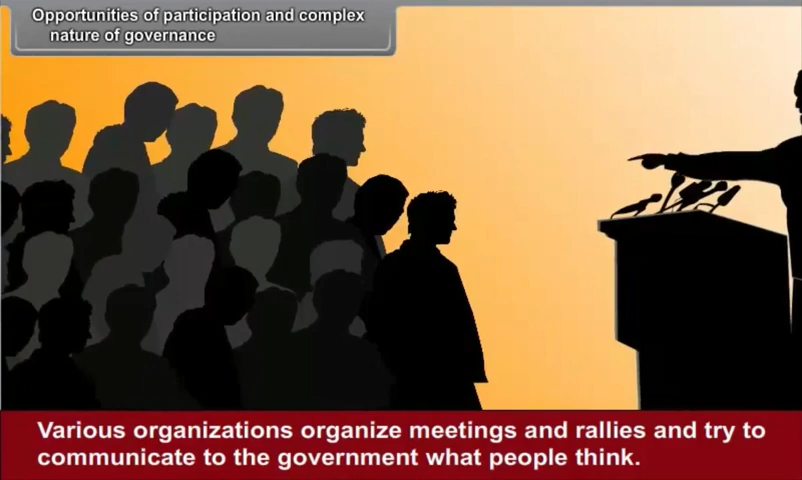 Opportunities of participation and complex
nature of governance
Various organizations organize meetings and rallies and try to
communicate to the government what people think.